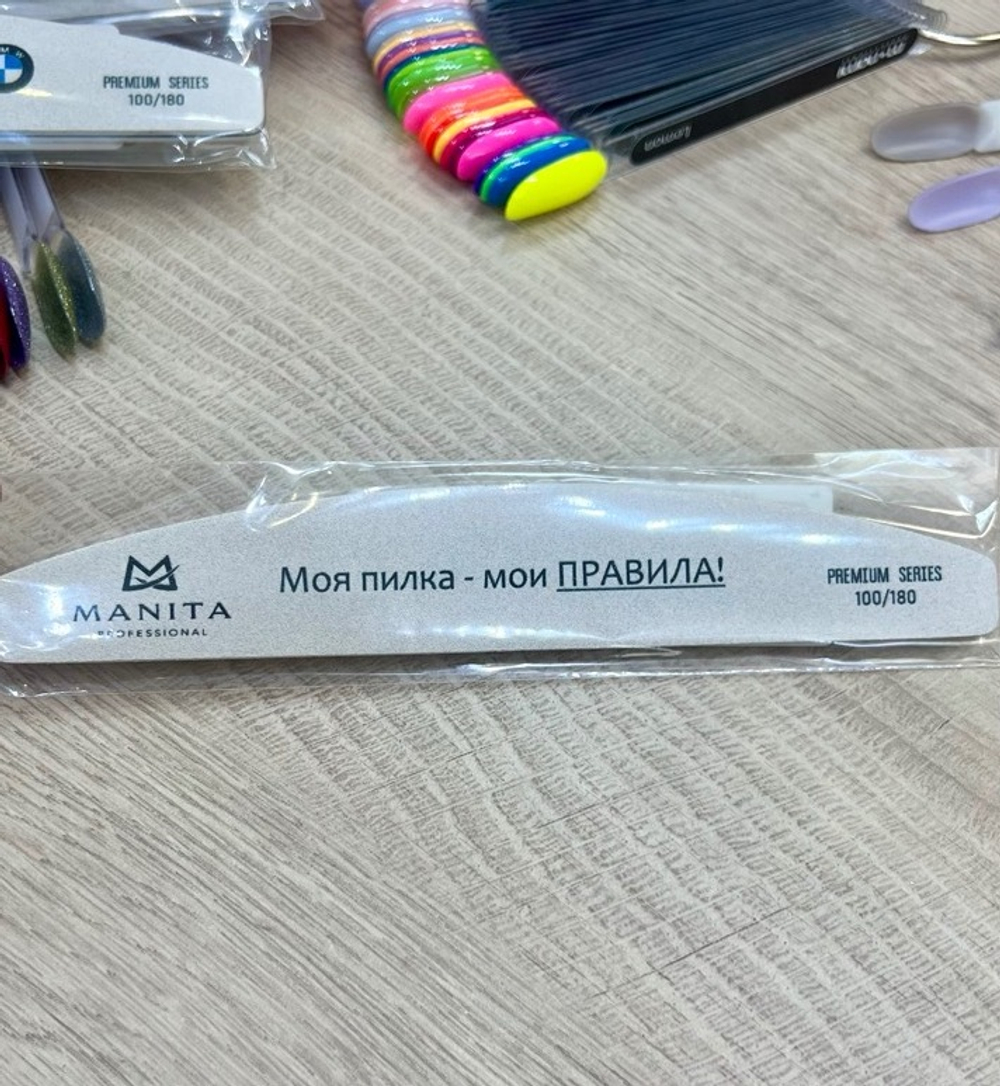 PREMIUM SERIES
100/180
MANITA
PROFESSIONAL
Моя пилка - мои ПРАВИЛА!
PREMIUM SERIES
100/180